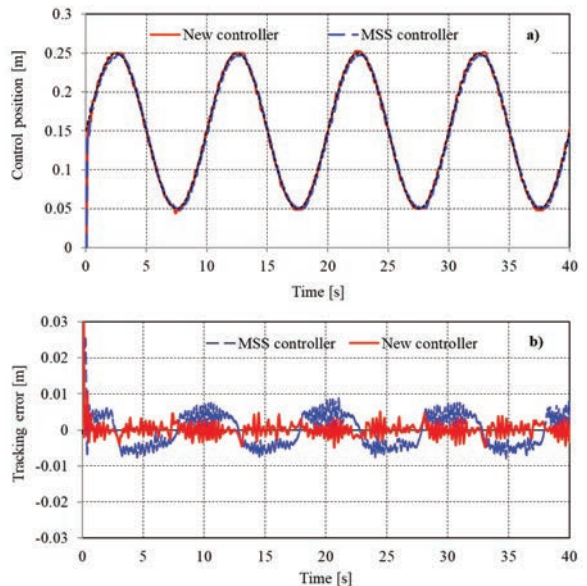 0.3
New controller
MSS controller
a)
0.25
0.2
0.15
0.1
0.05
0
Control position [m]
0 5 10 15 20 25 30 35 40
Time [s]
0.03
MSS controller
New controller
b)
0.02
0.01
0
-0.01
-0.02
-0.03
Tracking error [m]
0 5 10 15 20 25 30 35 40
Time [s]